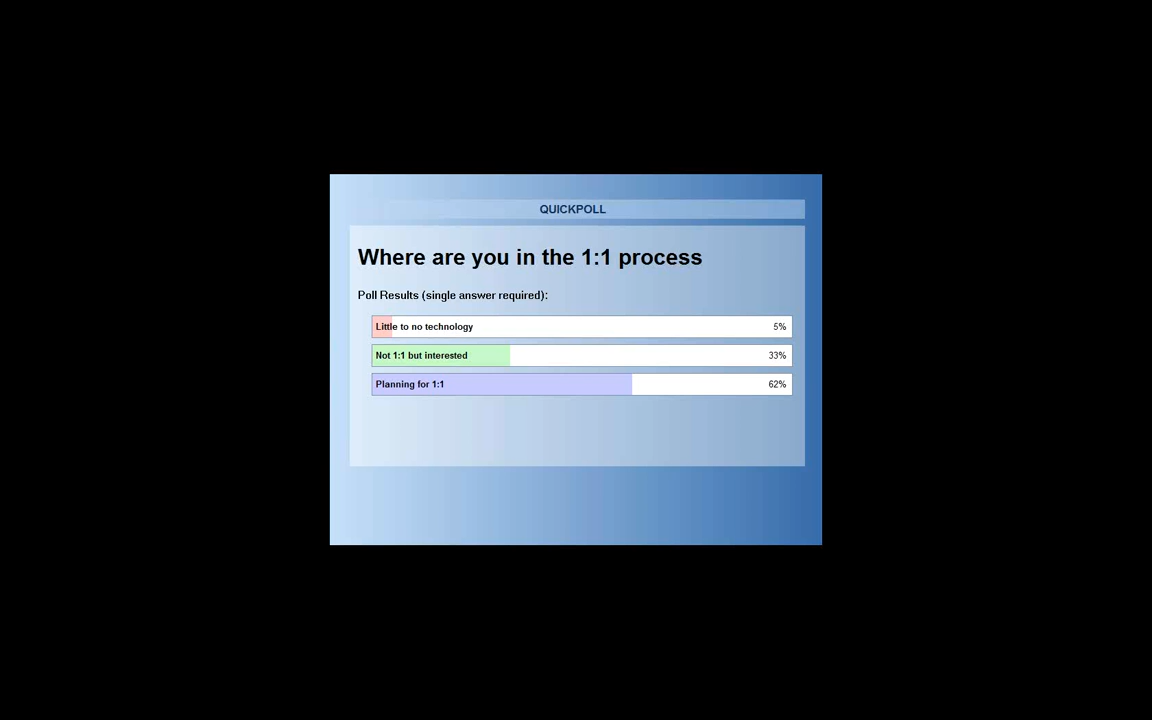 QUICKPOLL
Where are you in the 1:1 process
Poll Results (single answer required):
Little to no technology 5%
Not 1:1 but interested 33%
Planning for 1:1 62%